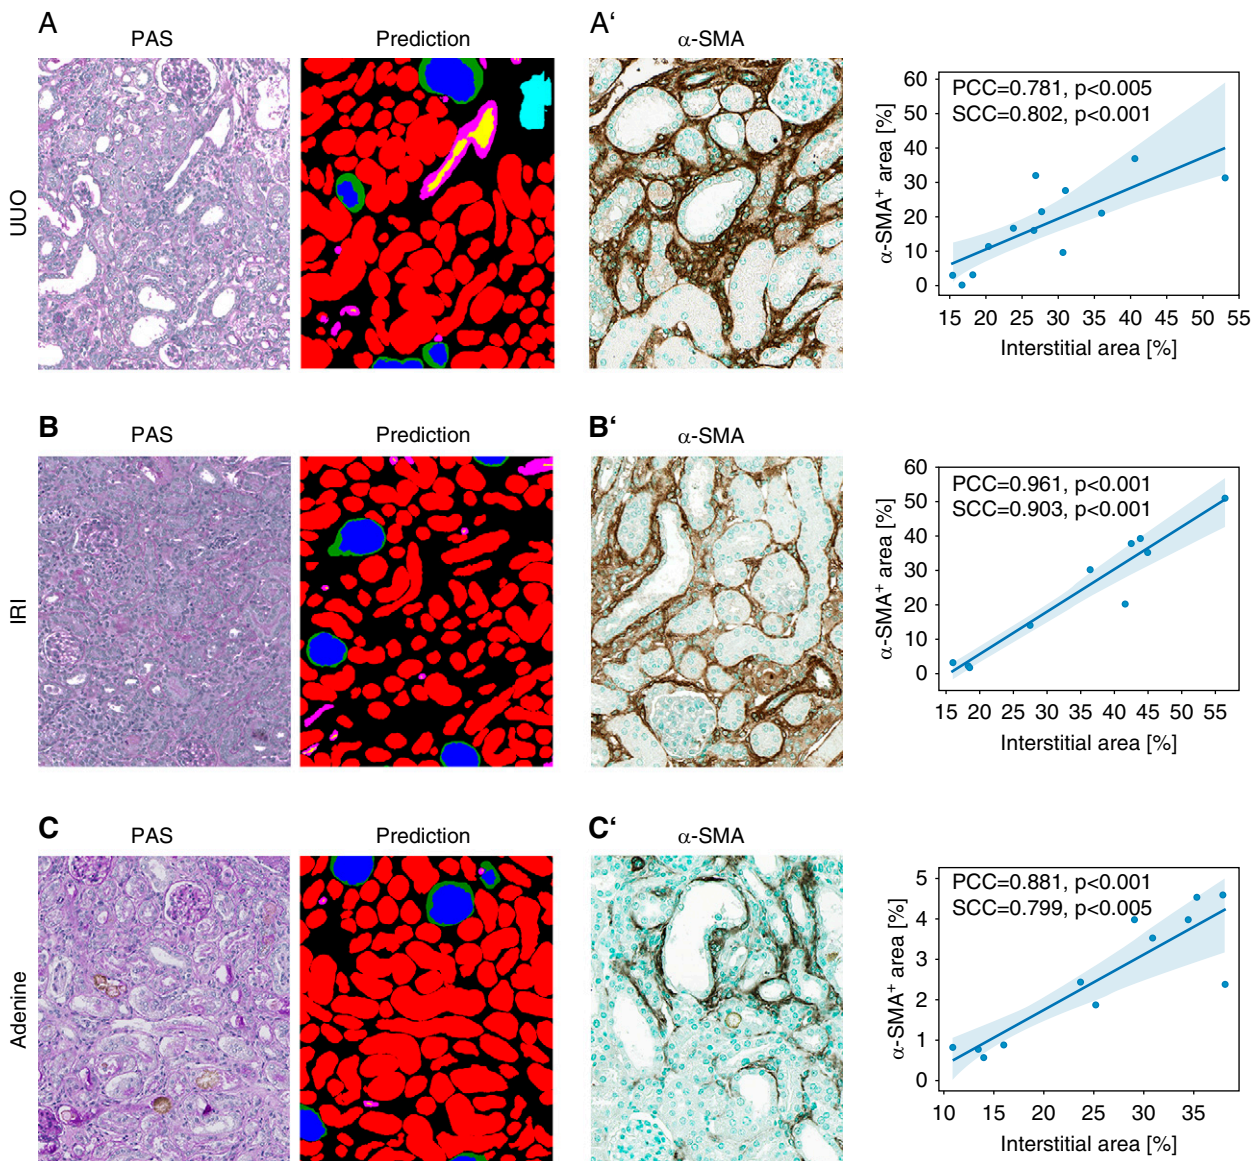 A
PAS
Prediction
A‘
α-SMA
UUO
PCC=0.781, p<0.005
SCC=0.802, p<0.001
α-SMA⁺ area [%]
60
50
40
30
20
10
0
15 20 25 30 35 40 45 50 55
Interstitial area [%]
B
PAS
Prediction
B‘
α-SMA
IRI
PCC=0.961, p<0.001
SCC=0.903, p<0.001
α-SMA⁺ area [%]
60
50
40
30
20
10
0
15 20 25 30 35 40 45 50 55
Interstitial area [%]
C
PAS
Prediction
C‘
α-SMA
Adenine
PCC=0.881, p<0.001
SCC=0.799, p<0.005
α-SMA⁺ area [%]
5
4
3
2
1
0
10 15 20 25 30 35
Interstitial area [%]